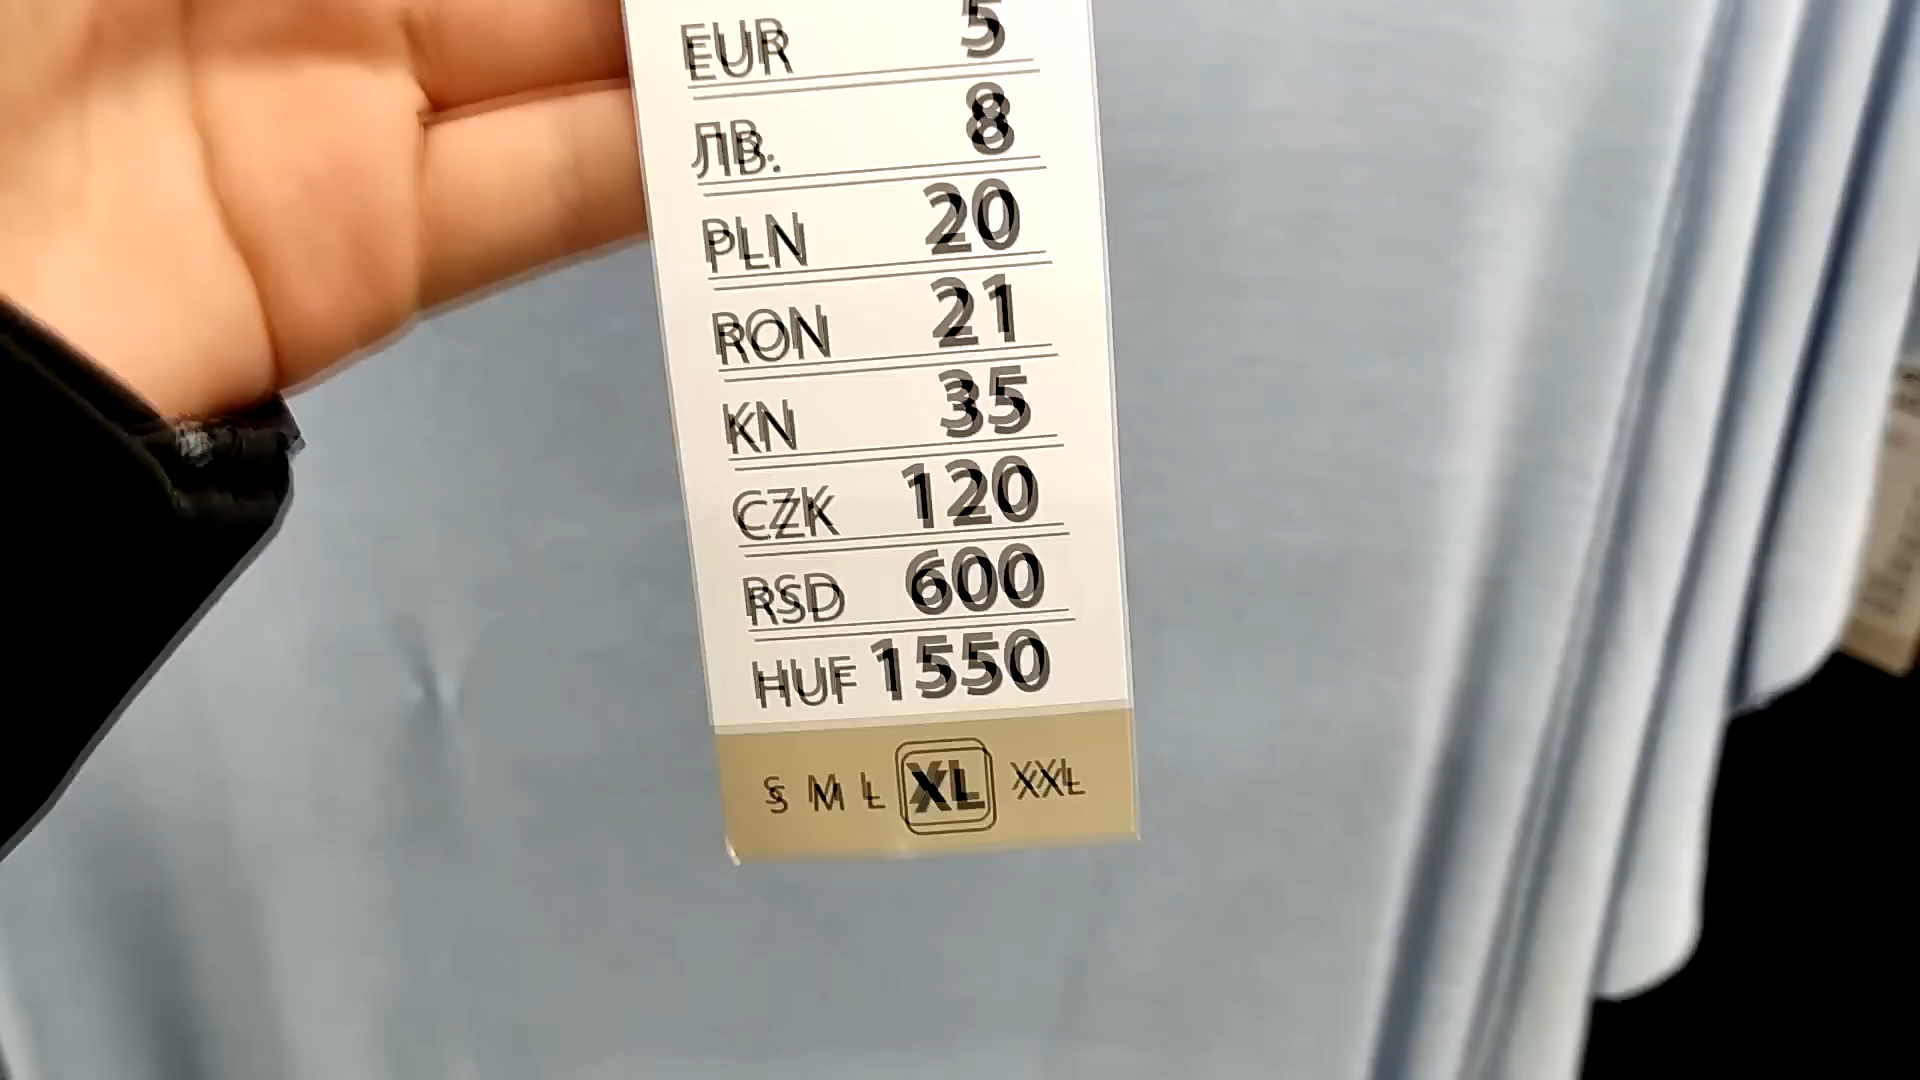 EUR 5
ЛВ. 8
PLN 20
RON 21
KN 35
CZK 120
RSD 600
HUF 1550
S M L XL XXL